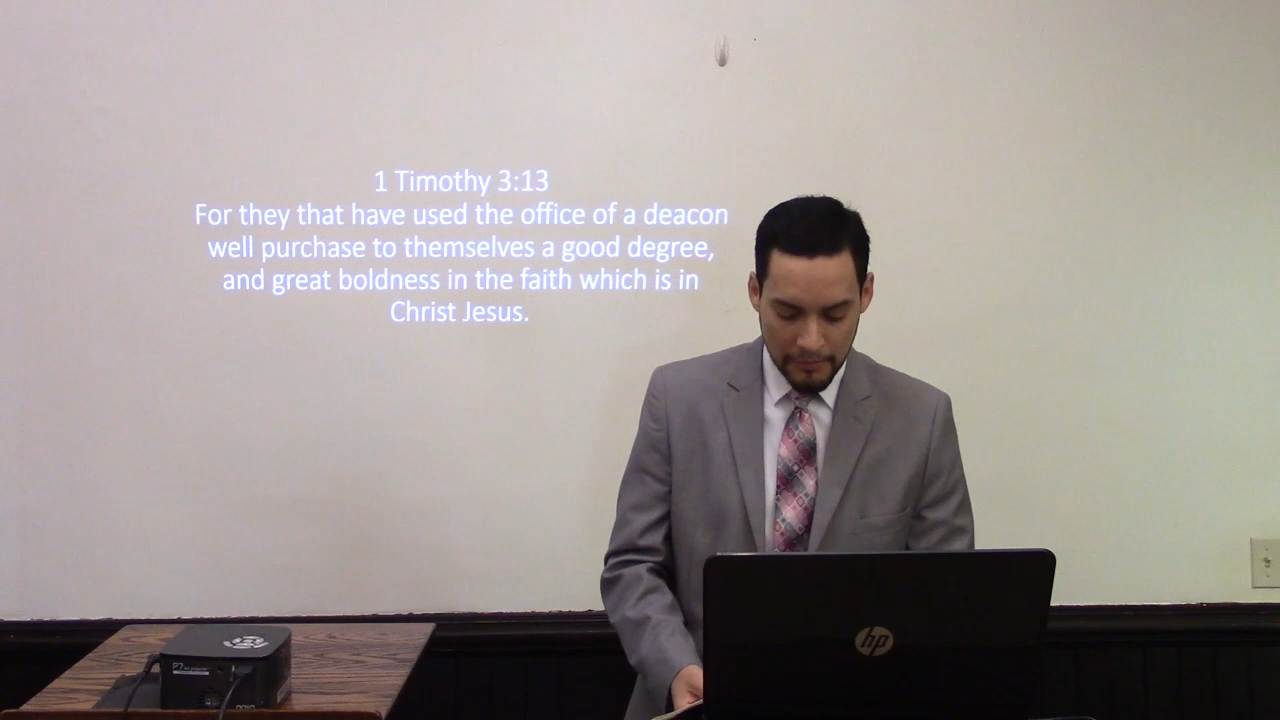 1 Timothy 3:13
For they that have used the office of a deacon
well purchase to themselves a good degree,
and great boldness in the faith which is in
Christ Jesus.
hp
P7